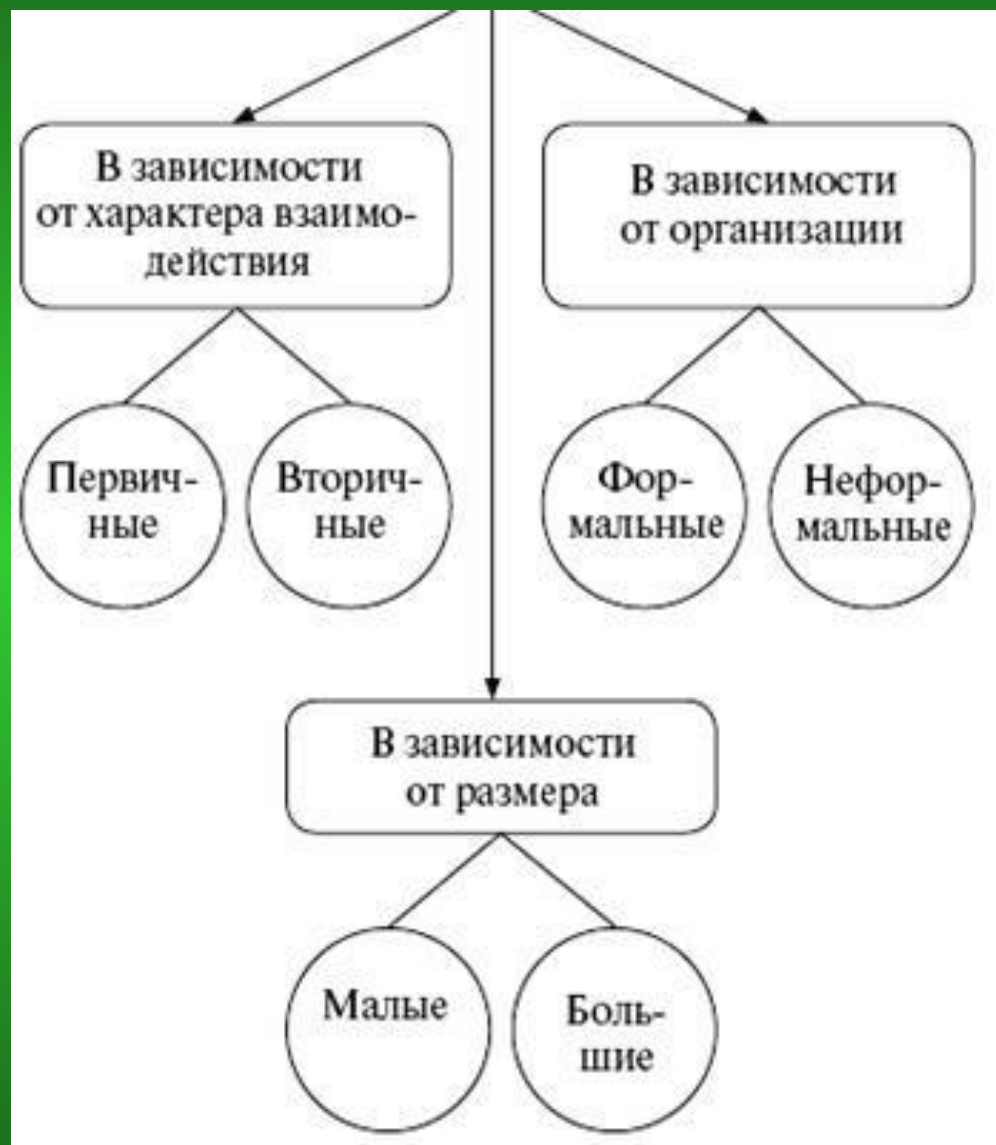 В зависимости
от характера взаимо-
действия
В зависимости
от организации
Первич-
ные
Вторич-
ные
Фор-
мальные
Нефор-
мальные
В зависимости
от размера
Малые
Боль-
шие